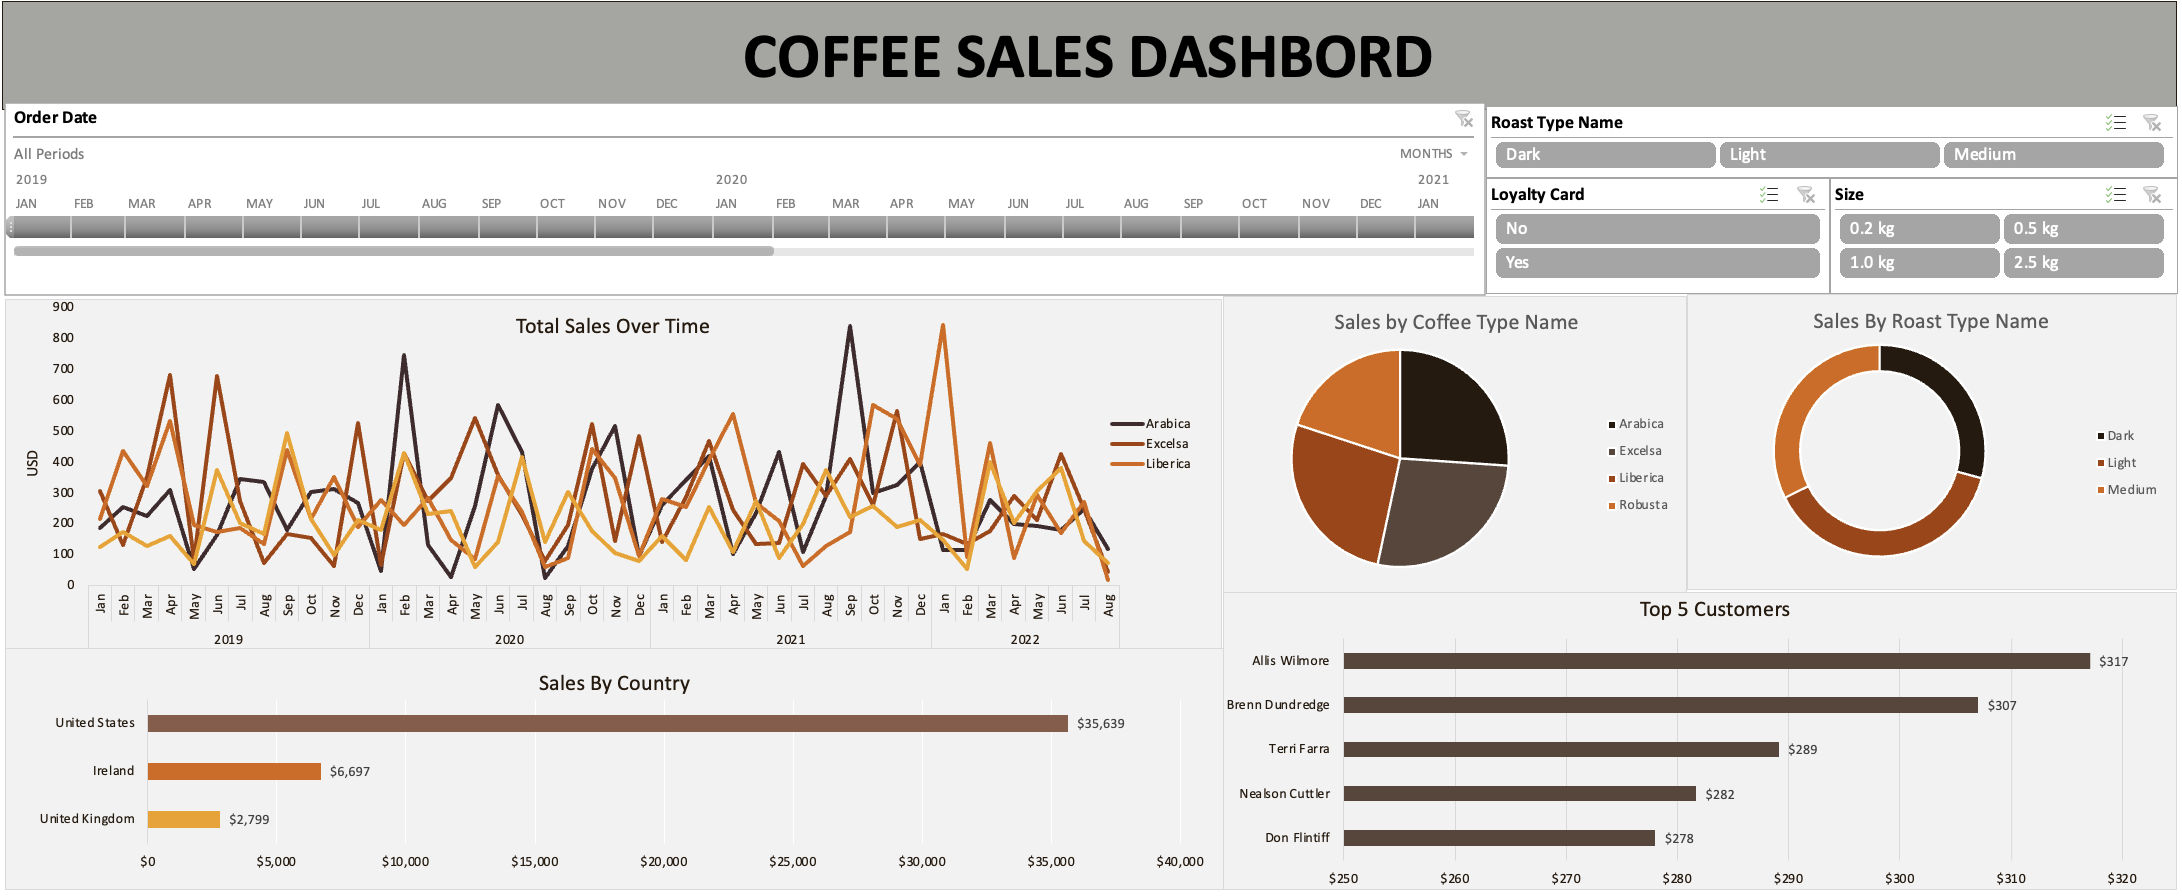 COFFEE SALES DASHBORD
Order Date
All Periods
MONTHS
2019 2020 2021
JAN FEB MAR APR MAY JUN JUL AUG SEP OCT NOV DEC JAN FEB MAR APR MAY JUN JUL AUG SEP OCT NOV DEC JAN
Roast Type Name
Dark Light Medium
Loyalty Card
No
Yes
Size
0.2 kg 0.5 kg
1.0 kg 2.5 kg
Total Sales Over Time
900
800
700
600
500
400
300
200
100
0
USD
Jan Feb Mar Apr May Jun Jul Aug Sep Oct Nov Dec Jan Feb Mar Apr May Jun Jul Aug Sep Oct Nov Dec Jan Feb Mar Apr May Jun Jul Aug Sep Oct Nov Dec Jan Feb Mar Apr May Jun Jul Aug
2019 2020 2021 2022
Arabica
Excelsa
Liberica
Sales by Coffee Type Name
Arabica
Excelsa
Liberica
Robusta
Sales By Roast Type Name
Dark
Light
Medium
Sales By Country
United States $35,639
Ireland $6,697
United Kingdom $2,799
$0 $5,000 $10,000 $15,000 $20,000 $25,000 $30,000 $35,000 $40,000
Top 5 Customers
Allis Wilmore $317
Brenn Dundredge $307
Terri Farra $289
Nealson Cuttler $282
Don Flintiff $278
$250 $260 $270 $280 $290 $300 $310 $320